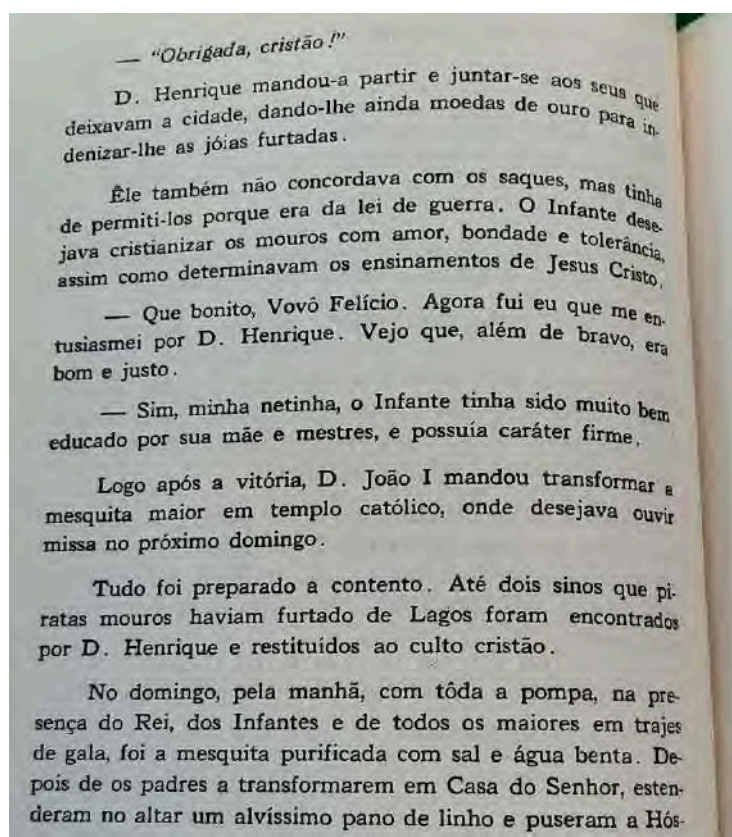 — “Obrigada, cristão!”
D. Henrique mandou-a partir e juntar-se aos seus que
deixavam a cidade, dando-lhe ainda moedas de ouro para in-
denizar-lhe as jóias furtadas.
Êle também não concordava com os saques, mas tinha
de permiti-los porque era da lei de guerra. O Infante dese-
java cristianizar os mouros com amor, bondade e tolerância,
assim como determinavam os ensinamentos de Jesus Cristo.
— Que bonito, Vovô Felício. Agora fui eu que me en-
tusiasmei por D. Henrique. Vejo que, além de bravo, era
bom e justo.
— Sim, minha netinha, o Infante tinha sido muito bem
educado por sua mãe e mestres, e possuía caráter firme.
Logo após a vitória, D. João I mandou transformar a
mesquita maior em templo católico, onde desejava ouvir
missa no próximo domingo.
Tudo foi preparado a contento. Até dois sinos que pi-
ratas mouros haviam furtado de Lagos foram encontrados
por D. Henrique e restituídos ao culto cristão.
No domingo, pela manhã, com tôda a pompa, na pre-
sença do Rei, dos Infantes e de todos os maiores em trajes
de gala, foi a mesquita purificada com sal e água benta. De-
pois de os padres a transformarem em Casa do Senhor, esten-
deram no altar um alvíssimo pano de linho e puseram a Hós-